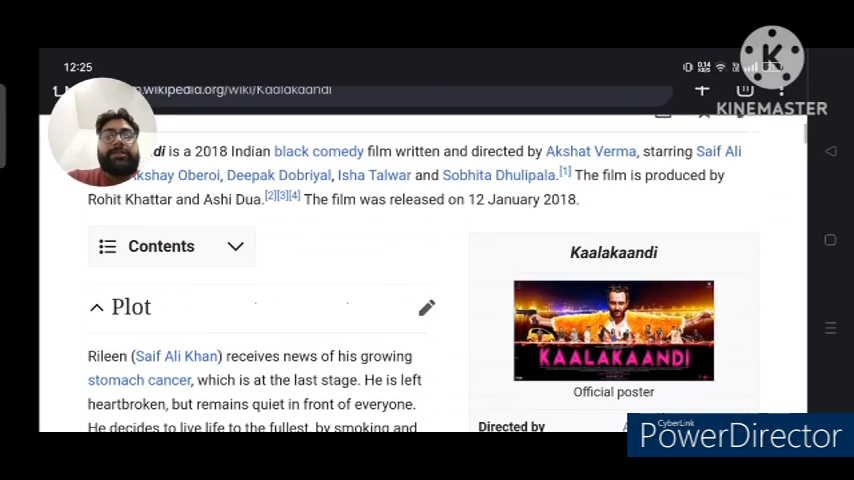 12:25
0.14
KINEMASTER
.wikipedia.org/wiki/Kaalakaandi
di is a 2018 Indian black comedy film written and directed by Akshat Verma, starring Saif Ali
Akshay Oberoi, Deepak Dobriyal, Isha Talwar and Sobhita Dhulipala.[1] The film is produced by
Rohit Khattar and Ashi Dua.[2][3][4] The film was released on 12 January 2018.
Contents
Kaalakaandi
Plot
KAALAKAANDI
Official poster
Rileen (Saif Ali Khan) receives news of his growing
stomach cancer, which is at the last stage. He is left
heartbroken, but remains quiet in front of everyone.
He decides to live life to the fullest, by smoking and
Directed by
CyberLink
PowerDirector